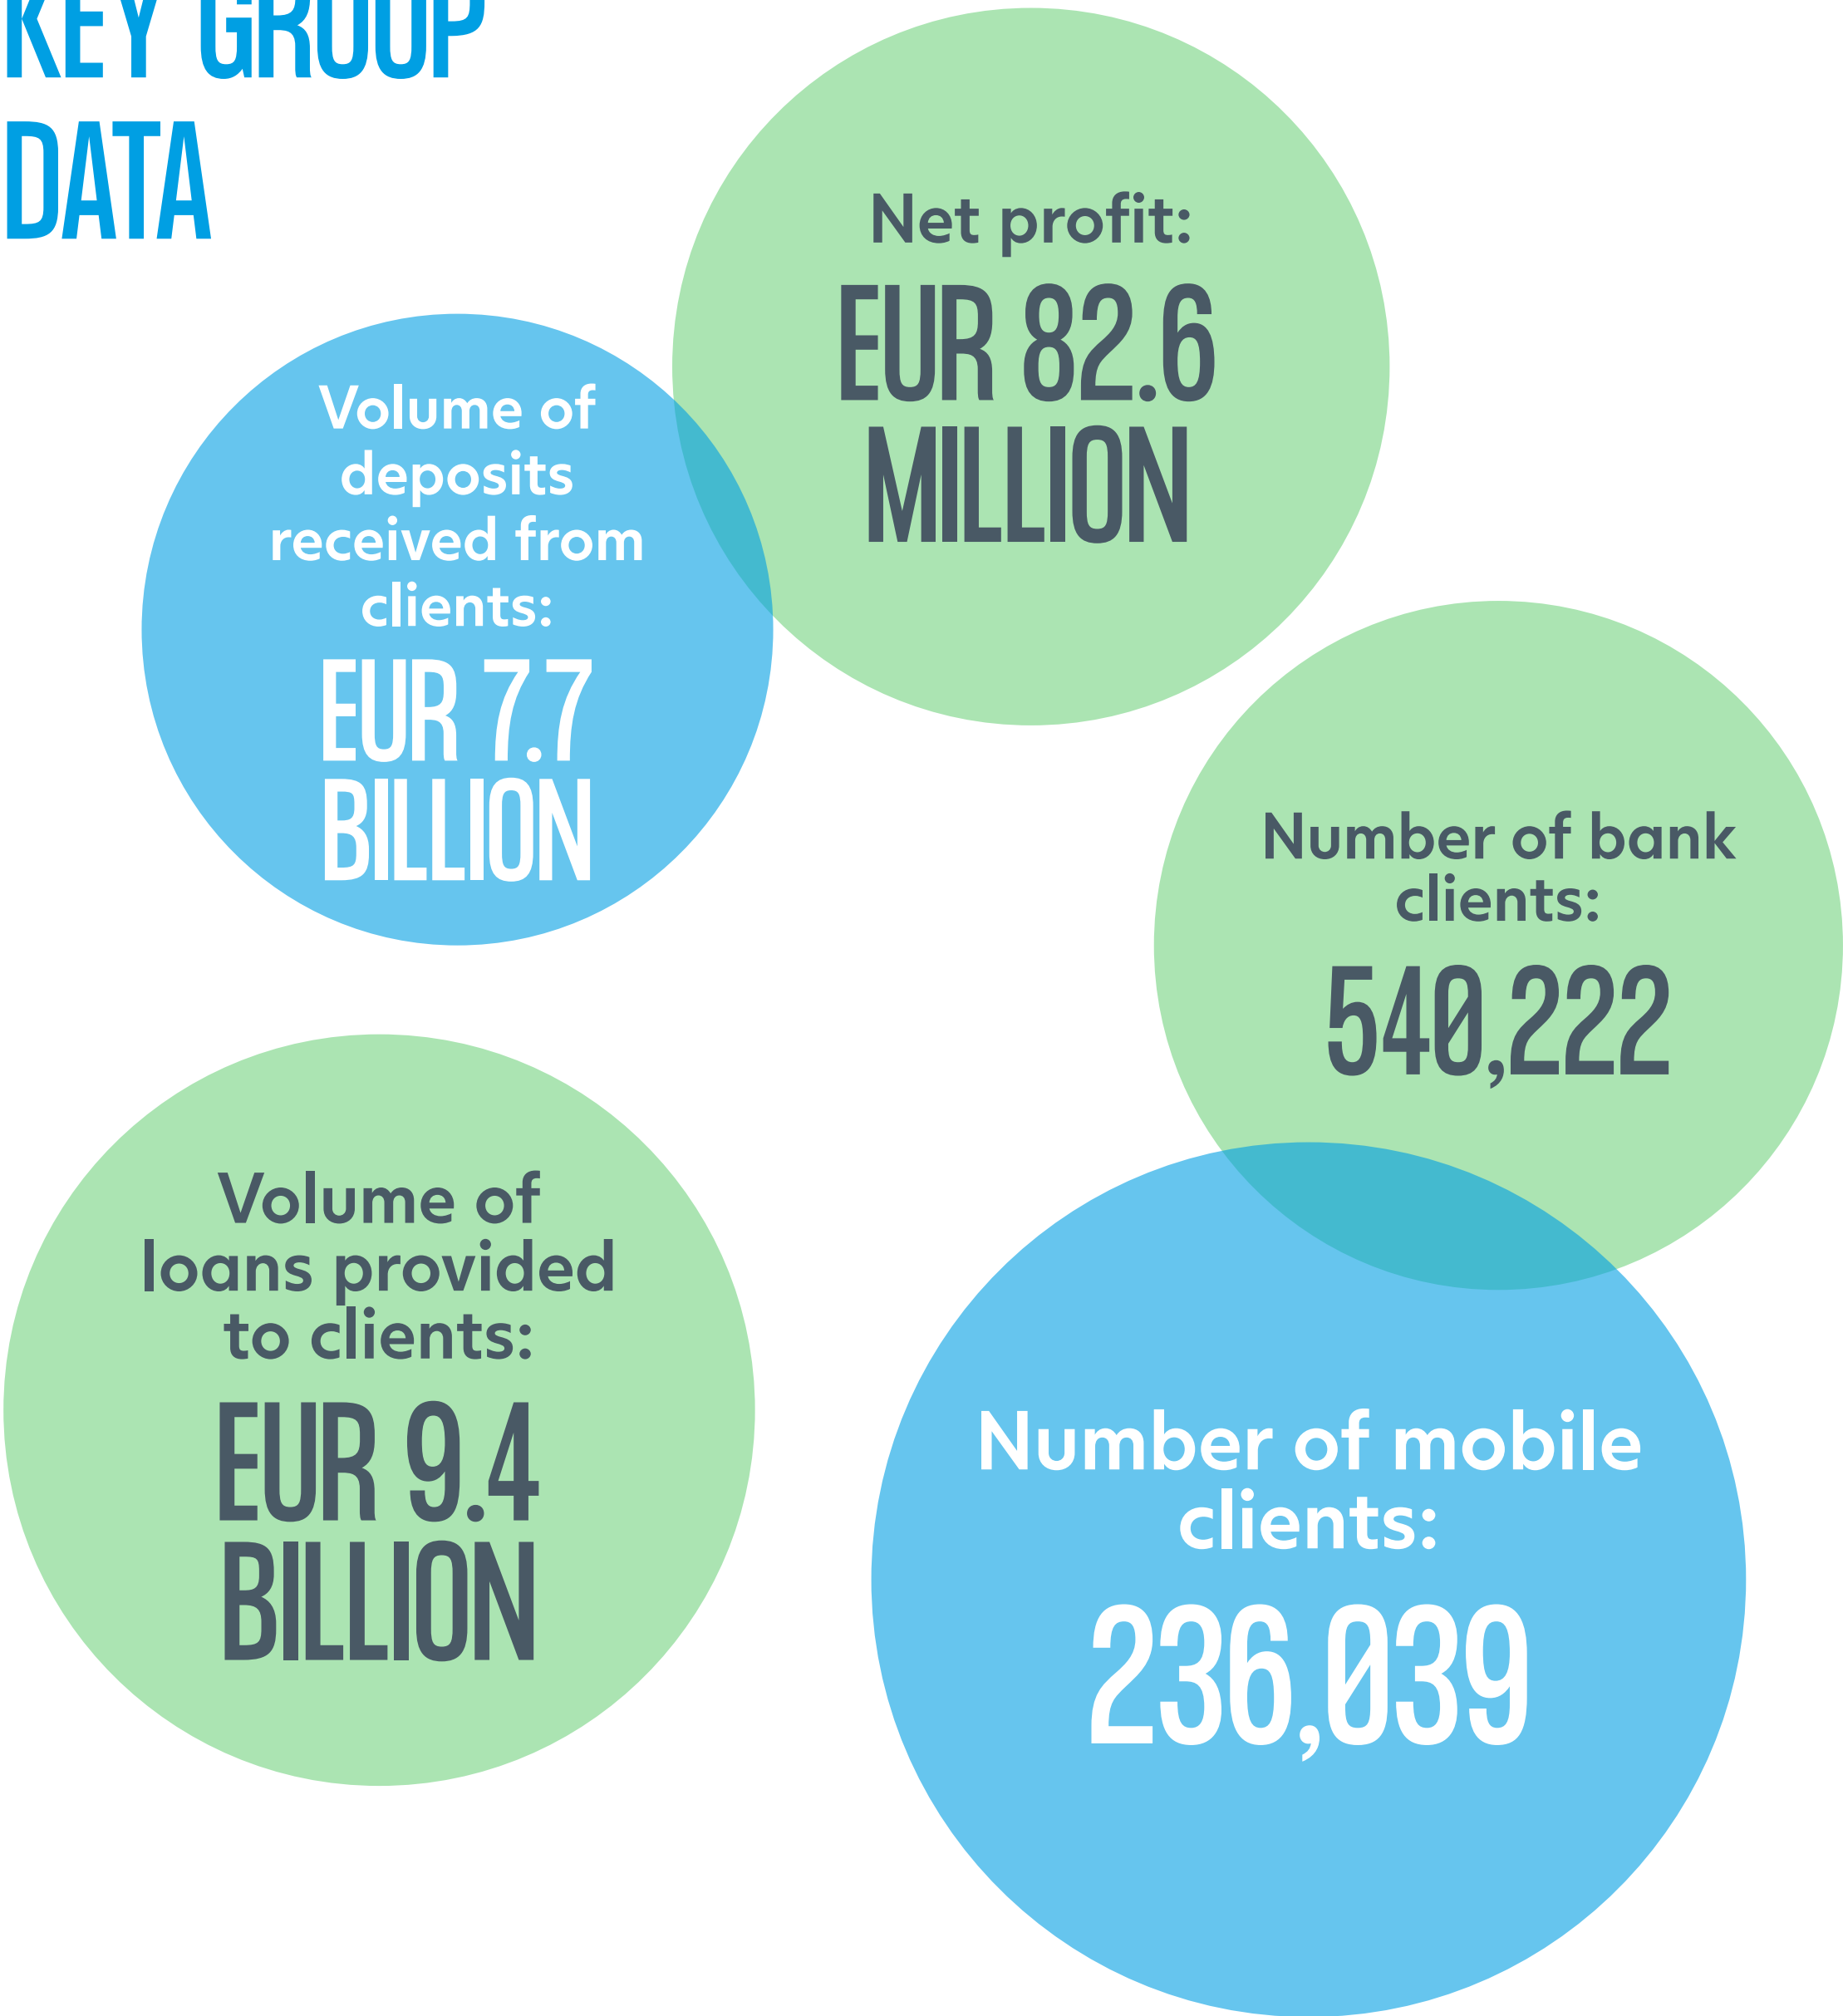 KEY GROUP
DATA
Net profit:
EUR 82.6
MILLION
Volume of
deposits
received from
clients:
EUR 7.7
BILLION
Number of bank
clients:
540,222
Volume of
loans provided
to clients:
EUR 9.4
BILLION
Number of mobile
clients:
236,039